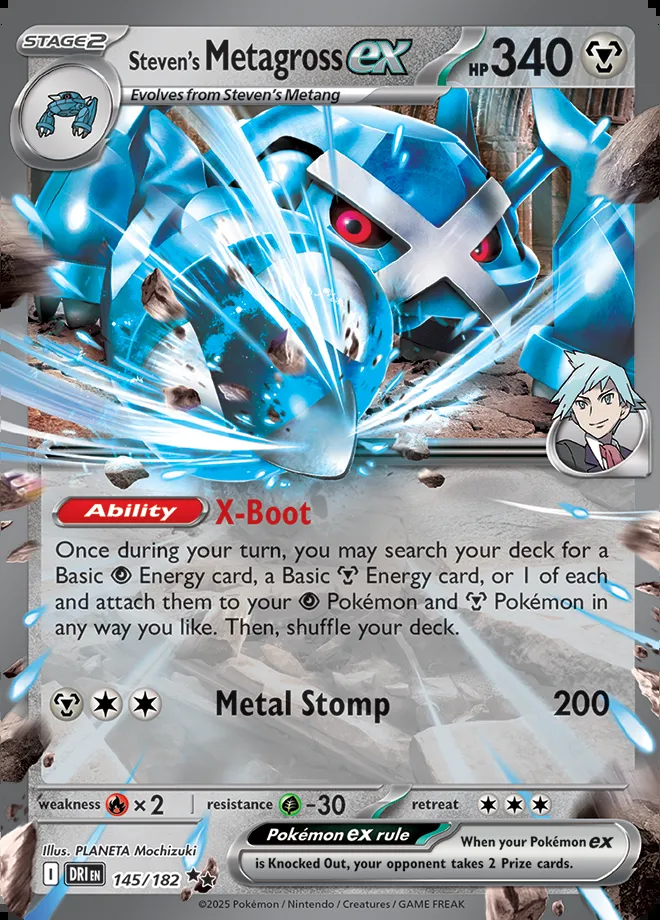 STAGE2
Steven's Metagross ex HP 340
Evolves from Steven's Metang
Ability X-Boot
Once during your turn, you may search your deck for a
Basic Energy card, a Basic Energy card, or 1 of each
and attach them to your Pokémon and Pokémon in
any way you like. Then, shuffle your deck.
Metal Stomp 200
weakness ×2 resistance -30 retreat
Illus. PLANETA Mochizuki
Pokémon ex rule When your Pokémon ex
is Knocked Out, your opponent takes 2 Prize cards.
I DRI EN 145/182
©2025 Pokémon / Nintendo / Creatures / GAME FREAK